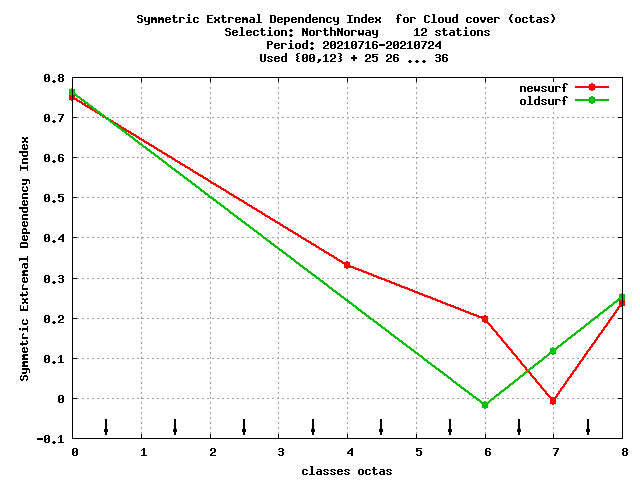 Symmetric Extremal Dependency Index  for Cloud cover (octas)
Selection: NorthNorway     12 stations
Period: 20210716-20210724
Used {00,12} + 25 26 ... 36
newsurf
oldsurf
Symmetric Extremal Dependency Index
0.8
0.7
0.6
0.5
0.4
0.3
0.2
0.1
0
-0.1
0 1 2 3 4 5 6 7 8
classes octas